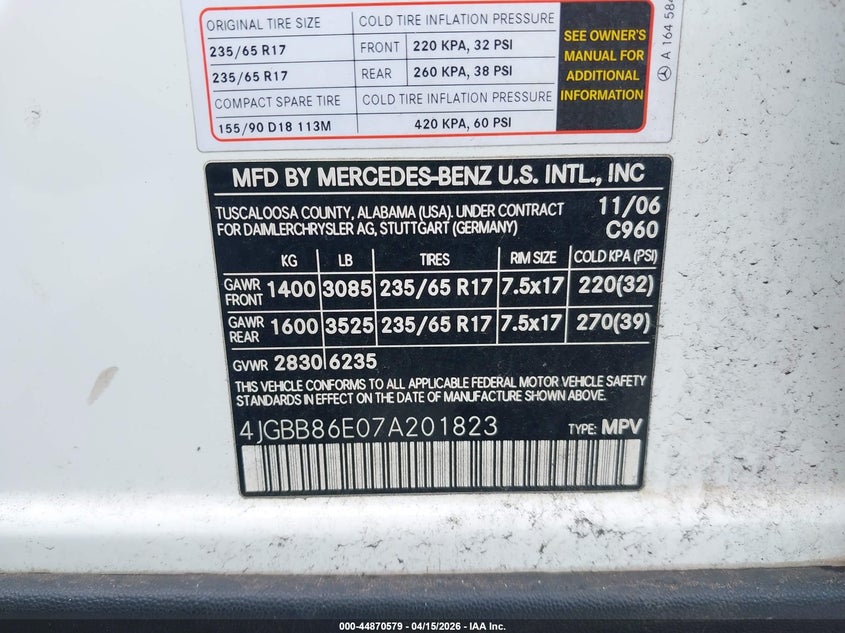 ORIGINAL TIRE SIZE COLD TIRE INFLATION PRESSURE
235/65 R17 FRONT 220 KPA, 32 PSI
235/65 R17 REAR 260 KPA, 38 PSI
COMPACT SPARE TIRE COLD TIRE INFLATION PRESSURE
155/90 D18 113M 420 KPA, 60 PSI
SEE OWNER'S
MANUAL FOR
ADDITIONAL
INFORMATION
A 164 584
MFD BY MERCEDES-BENZ U.S. INTL., INC
TUSCALOOSA COUNTY, ALABAMA (USA). UNDER CONTRACT 11/06
FOR DAIMLERCHRYSLER AG, STUTTGART (GERMANY) C960
KG LB TIRES RIM SIZE COLD KPA (PSI)
GAWR FRONT 1400 3085 235/65 R17 7.5x17 220(32)
GAWR REAR 1600 3525 235/65 R17 7.5x17 270(39)
GVWR 2830 6235
THIS VEHICLE CONFORMS TO ALL APPLICABLE FEDERAL MOTOR VEHICLE SAFETY
STANDARDS IN EFFECT ON THE DATE OF MANUFACTURE SHOWN ABOVE.
4JGBB86E07A201823 TYPE: MPV
000-44870579 - 04/15/2026 - IAA Inc.